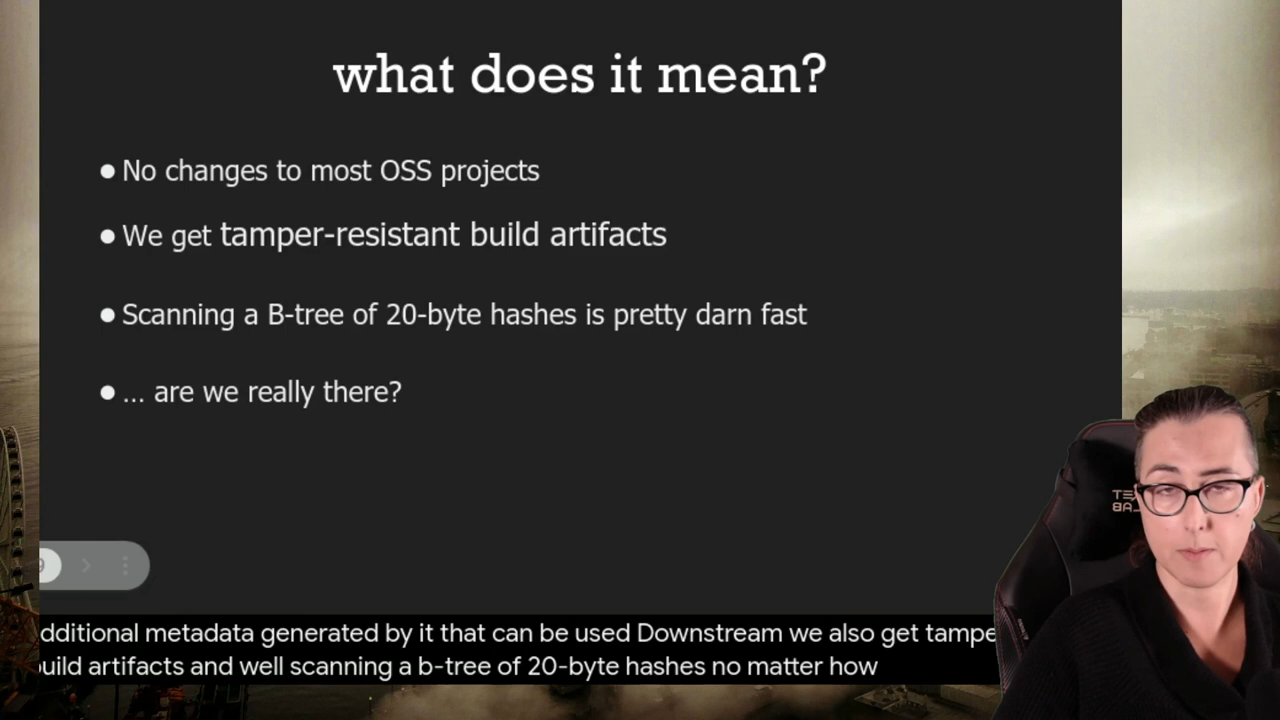 what does it mean?
● No changes to most OSS projects
● We get tamper-resistant build artifacts
● Scanning a B-tree of 20-byte hashes is pretty darn fast
● ... are we really there?
dditional metadata generated by it that can be used Downstream we also get tampe
uild artifacts and well scanning a b-tree of 20-byte hashes no matter how